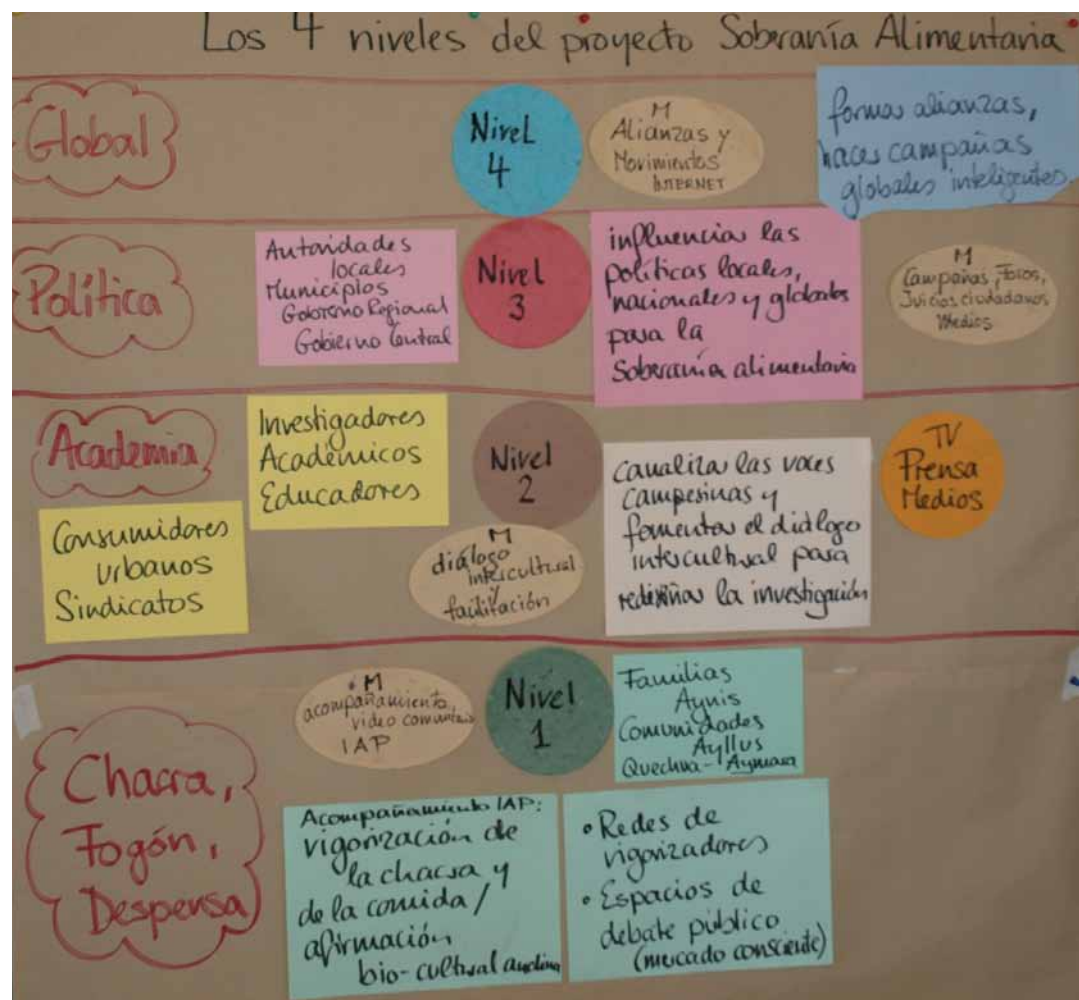 Los 4 niveles del proyecto Soberanía Alimentaria
Global
Nivel
4
M
Alianzas y
Movimientos
INTERNET
formar alianzas,
hacer campañas
globales inteligentes.
Política
Autoridades
locales
Municipios
Gobierno Regional
Gobierno Central
Nivel
3
influenciar las
políticas locales,
nacionales y globales
para la
Soberanía alimentaria
M
Campañas, Foros,
Juicios ciudadanos
Medios
Academia
Investigadores
Académicos
Educadores
Consumidores
urbanos
Sindicatos
Nivel
2
M
diálogo
intercultural
y
facilitación
canalizar las voces
campesinas y
fomentar el diálogo
intercultural para
rediseñar la investigación
TV
Prensa
Medios
Chacra,
Fogón,
Despensa
M
acompañamiento,
video comunitario
IAP
Nivel
1
Familias
Aynis
Comunidades
Ayllus
Quechua-Aymara
Acompañamiento IAP:
vigorización de
la chacra y
de la comida/
afirmación
bio-cultural andina
• Redes de
vigorizadores
• Espacios de
debate público
(mercado consciente)